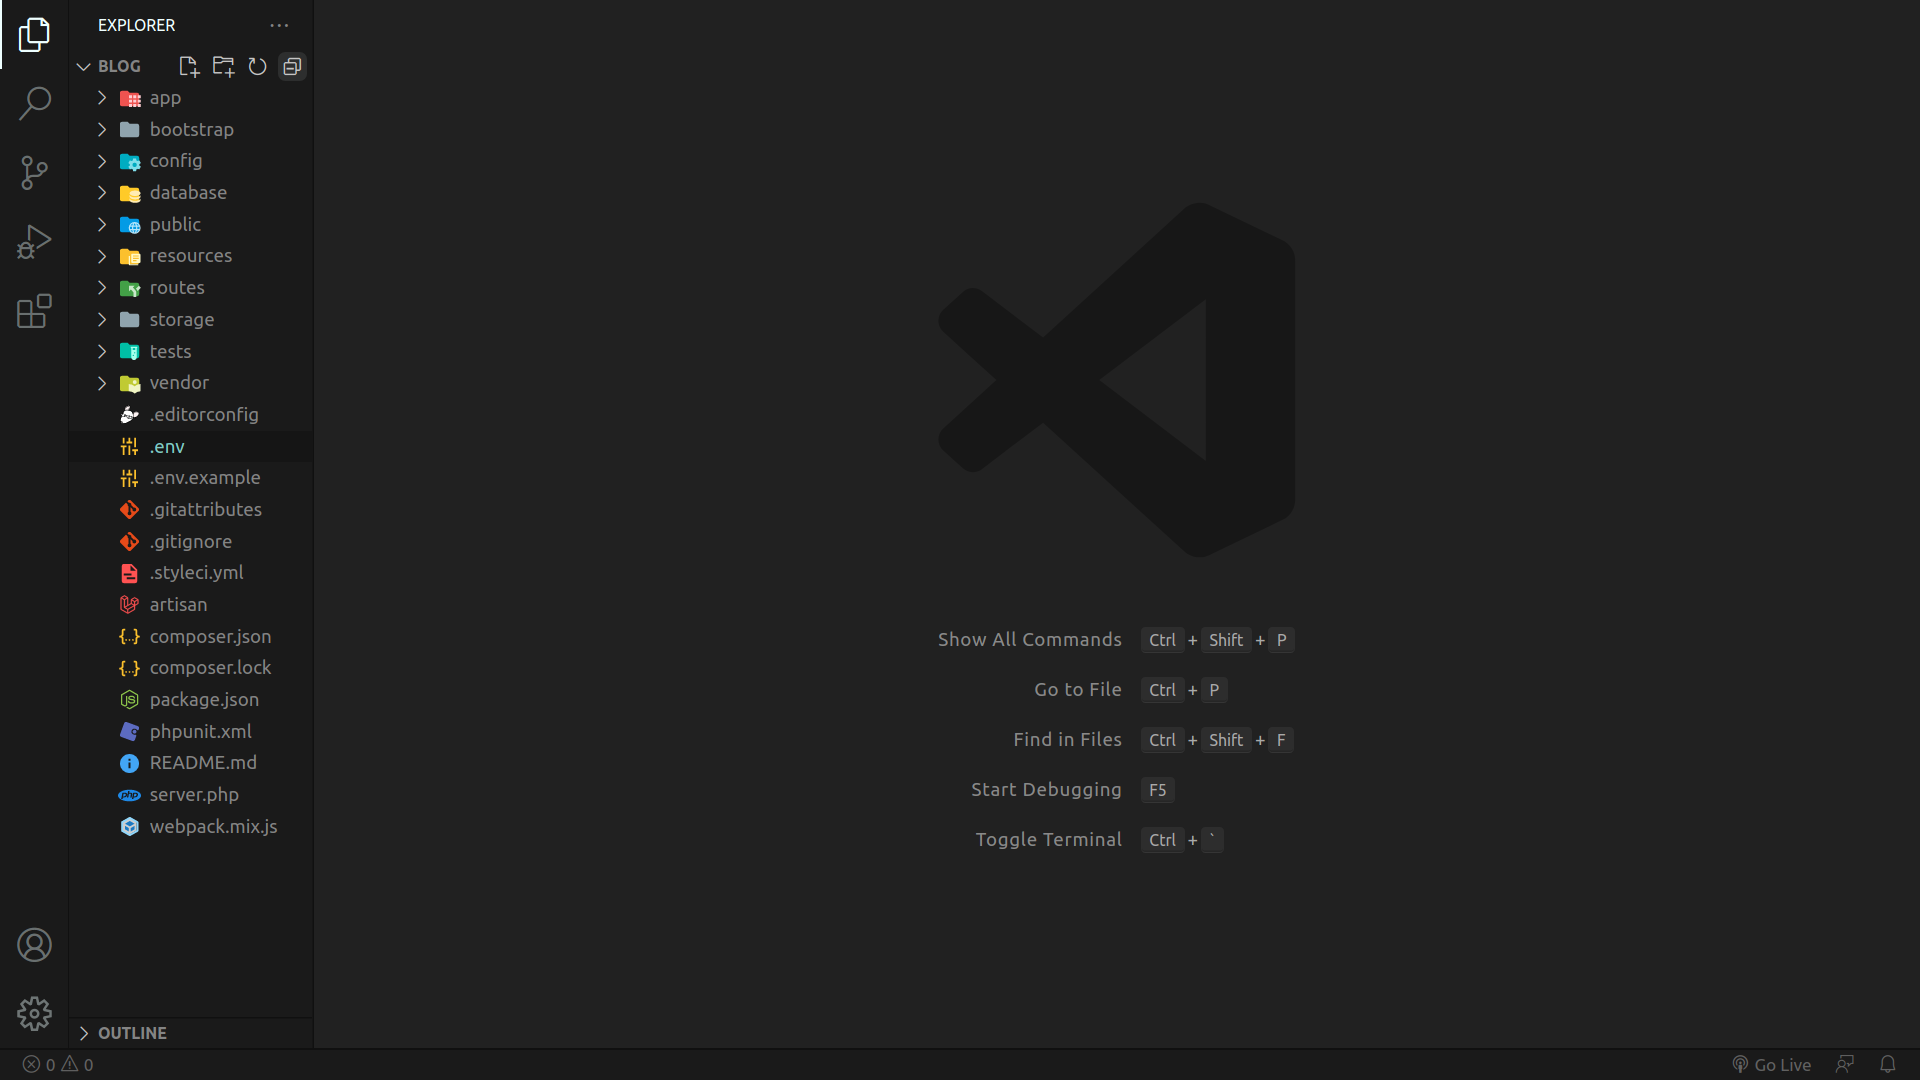 EXPLORER
BLOG
app
bootstrap
config
database
public
resources
routes
storage
tests
vendor
.editorconfig
.env
.env.example
.gitattributes
.gitignore
.styleci.yml
artisan
composer.json
composer.lock
package.json
phpunit.xml
README.md
server.php
webpack.mix.js
OUTLINE
Show All Commands Ctrl + Shift + P
Go to File Ctrl + P
Find in Files Ctrl + Shift + F
Start Debugging F5
Toggle Terminal Ctrl + `
0 0
Go Live